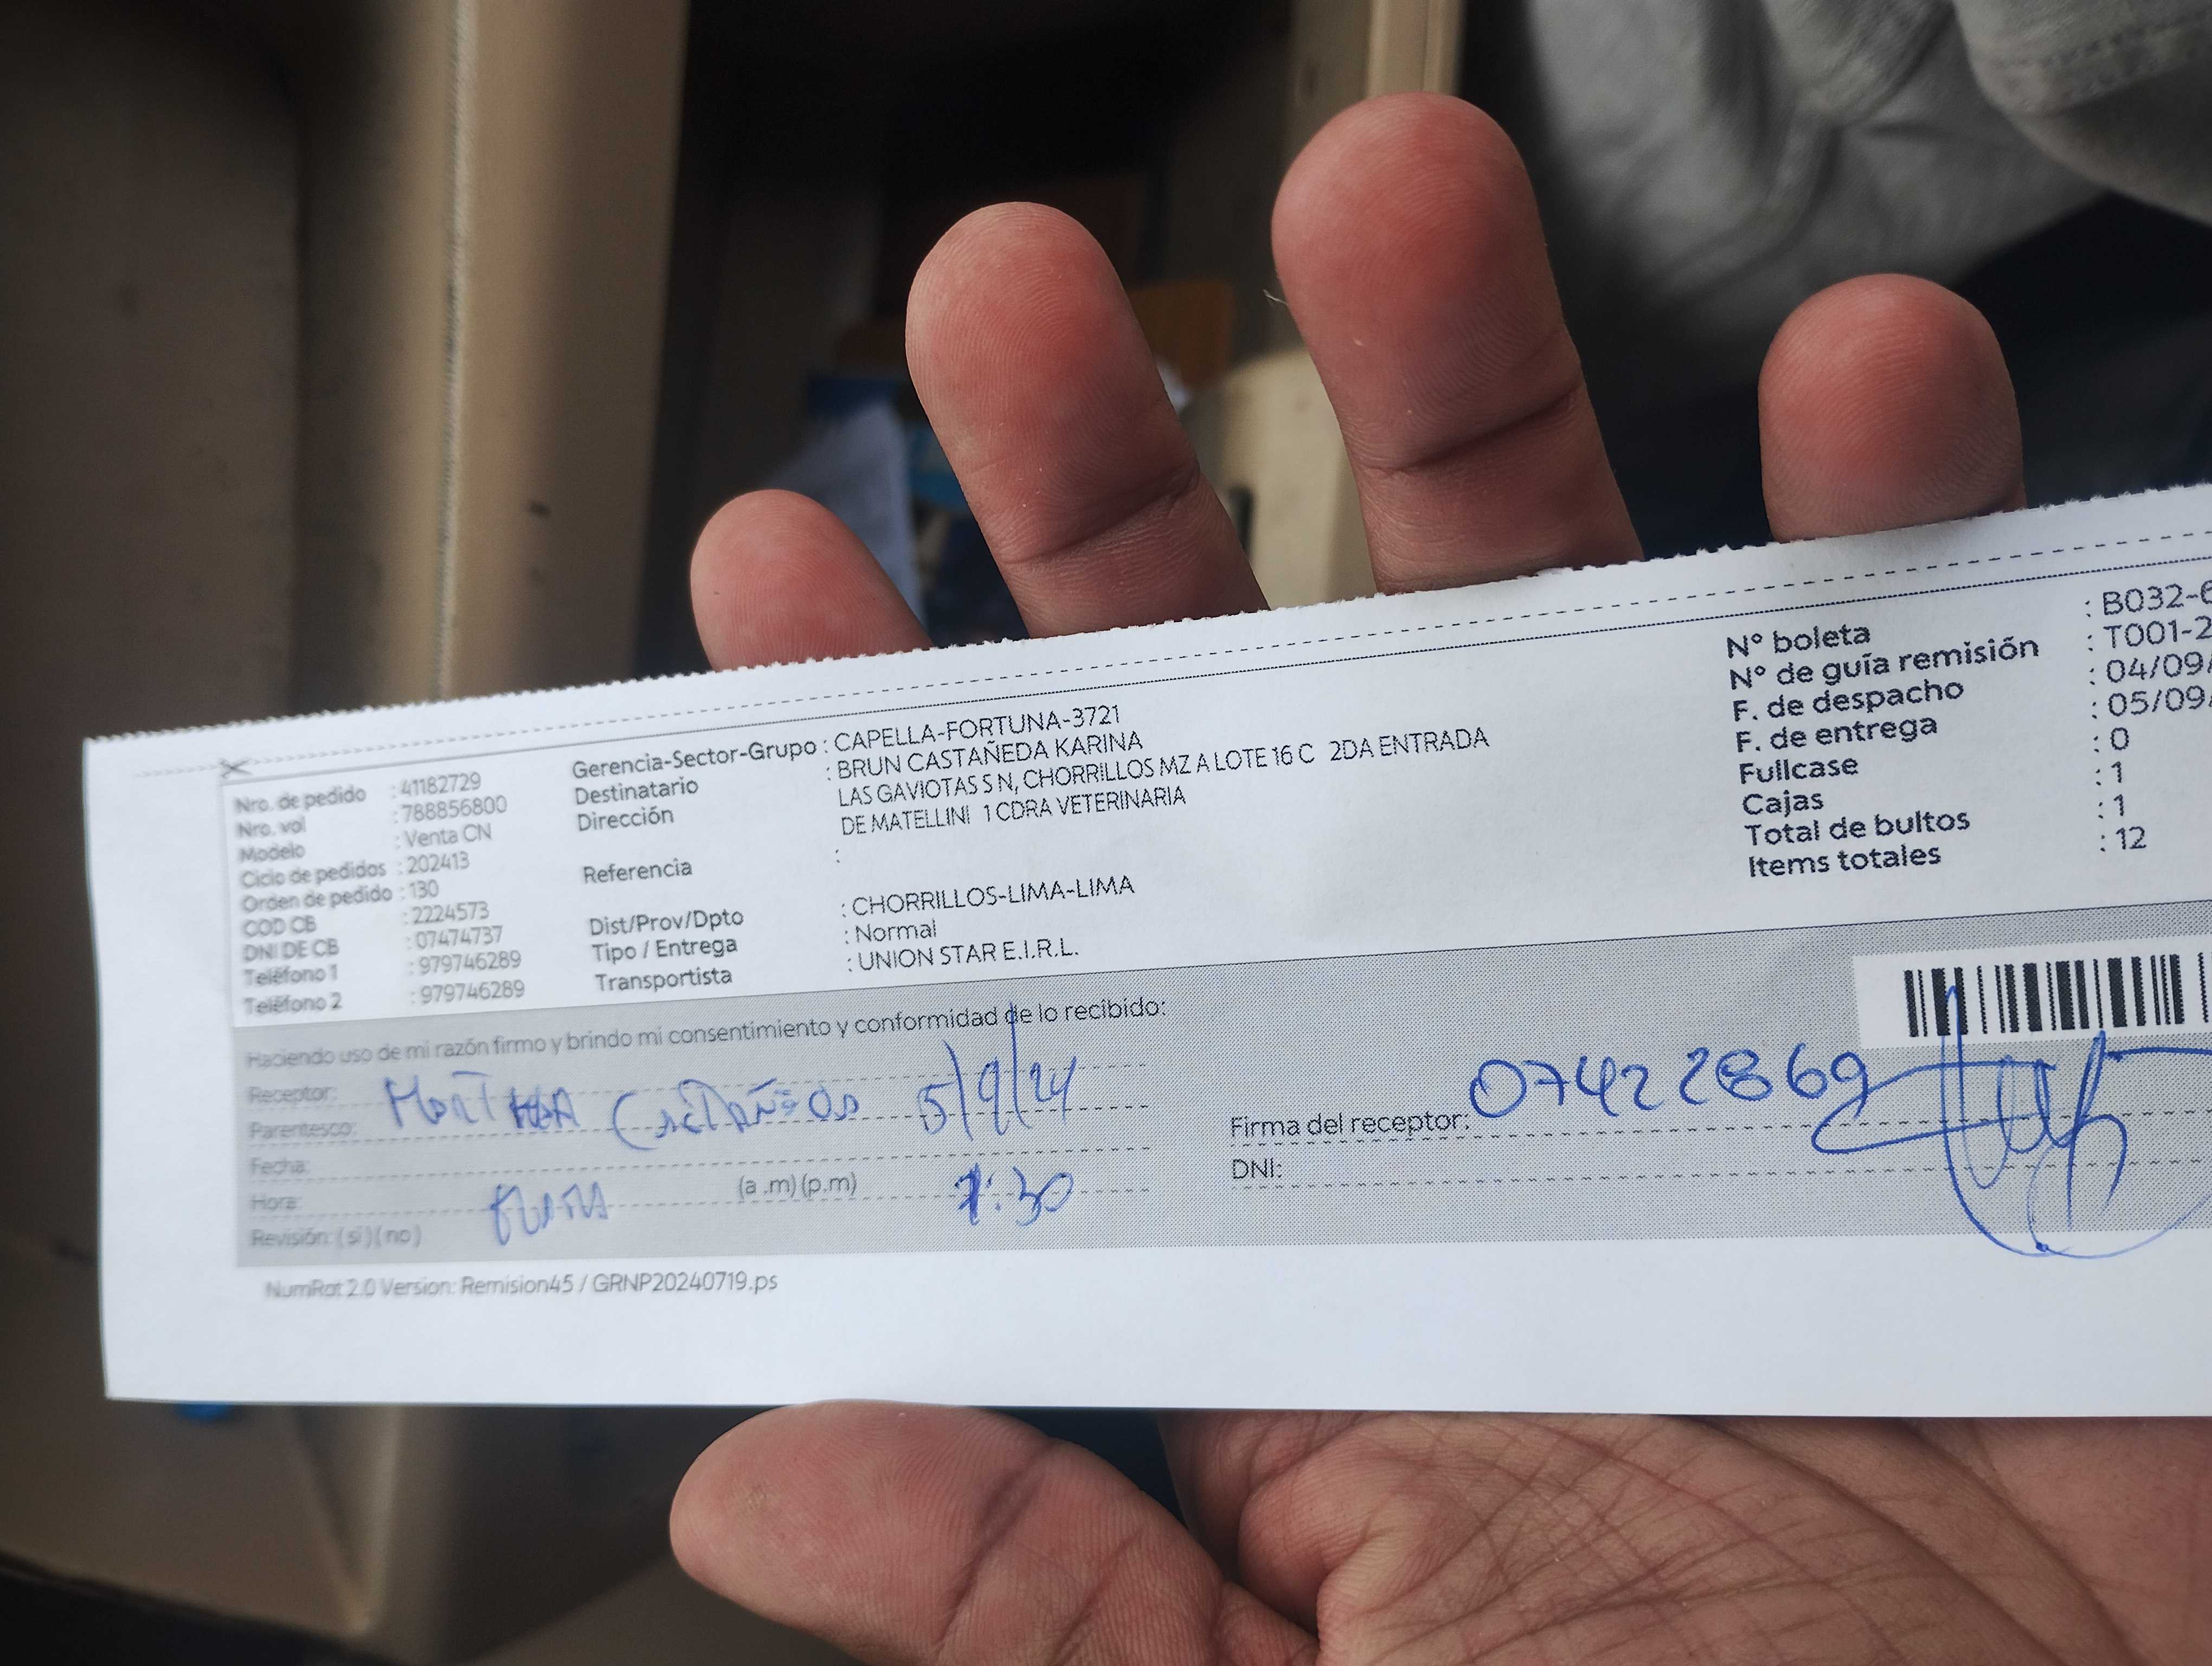 Nro. de pedido : 41182729
Nro. vol : 788856800
Modelo : Venta CN
Ciclo de pedidos : 202413
Orden de pedido : 130
COD CB : 2224573
DNI DE CB : 07474737
Teléfono 1 : 979746289
Teléfono 2 : 979746289
Gerencia-Sector-Grupo : CAPELLA-FORTUNA-3721
Destinatario : BRUN CASTAÑEDA KARINA
Dirección LAS GAVIOTAS S N, CHORRILLOS MZ A LOTE 16 C 2DA ENTRADA
DE MATELLINI 1 CDRA VETERINARIA
Referencia :
Dist/Prov/Dpto : CHORRILLOS-LIMA-LIMA
Tipo / Entrega : Normal
Transportista : UNION STAR E.I.R.L.
N° boleta : B032-6
N° de guía remisión : T001-2
F. de despacho : 04/09/
F. de entrega : 05/09/
Fullcase : 0
Cajas : 1
Total de bultos : 1
Items totales : 12
Haciendo uso de mi razón firmo y brindo mi consentimiento y conformidad de lo recibido:
Receptor:
Parentesco: 5/9/24
Fecha:
Hora: (a .m) (p.m) 1:30
Revisión: ( si ) ( no )
Firma del receptor: 07422869
DNI:
NumRot 2.0 Version: Remision45 / GRNP20240719.ps